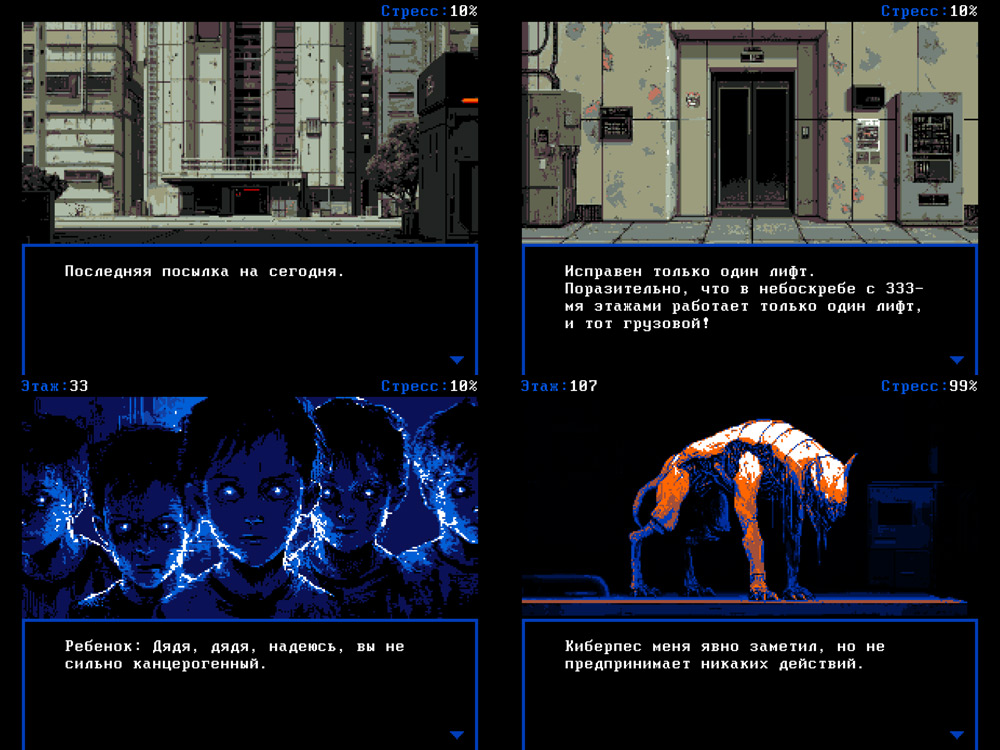 Стресс:10%
Последняя посылка на сегодня.
Стресс:10%
Исправен только один лифт.
Поразительно, что в небоскребе с 333-
мя этажами работает только один лифт,
и тот грузовой!
Этаж:33
Стресс:10%
Ребенок: Дядя, дядя, надеюсь, вы не
сильно канцерогенный.
Этаж:107
Стресс:99%
Киберпес меня явно заметил, но не
предпринимает никаких действий.